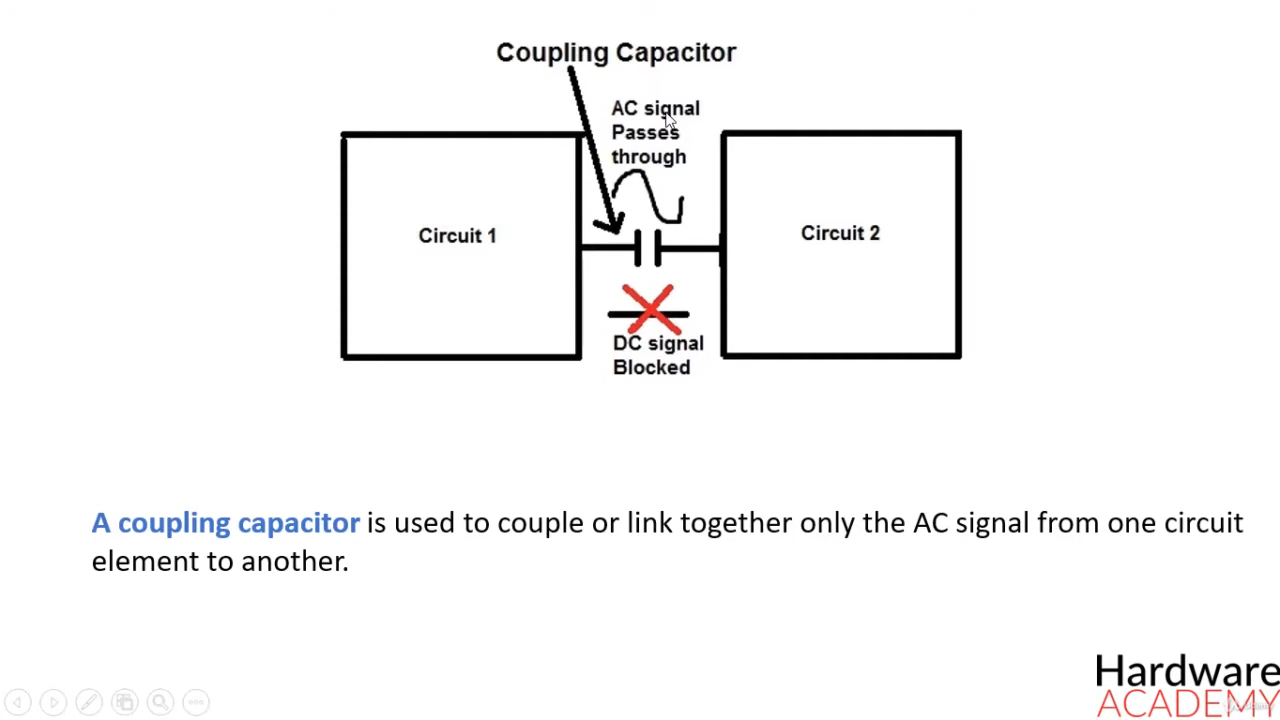 Coupling Capacitor
AC signal
Passes
through
Circuit 1
Circuit 2
DC signal
Blocked
A coupling capacitor is used to couple or link together only the AC signal from one circuit
element to another.
Hardware
ACADEMY